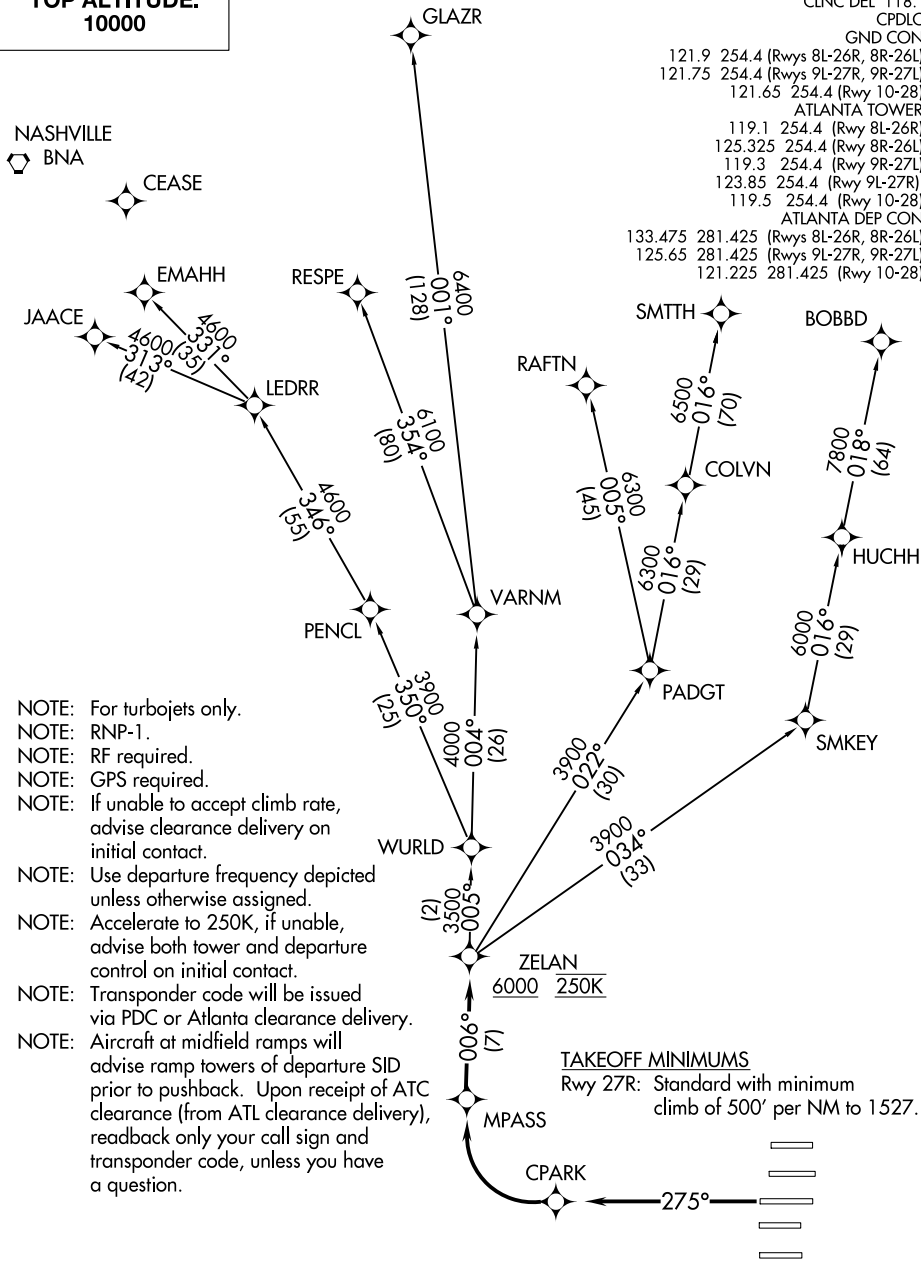 TOP ALTITUDE:
10000
CLNC DEL 118.
CPDLC
GND CON
121.9 254.4 (Rwys 8L-26R, 8R-26L)
121.75 254.4 (Rwys 9L-27R, 9R-27L)
121.65 254.4 (Rwy 10-28)
ATLANTA TOWER
119.1 254.4 (Rwy 8L-26R)
125.325 254.4 (Rwy 8R-26L)
119.3 254.4 (Rwy 9R-27L)
123.85 254.4 (Rwy 9L-27R)
119.5 254.4 (Rwy 10-28)
ATLANTA DEP CON
133.475 281.425 (Rwys 8L-26R, 8R-26L)
125.65 281.425 (Rwys 9L-27R, 9R-27L)
121.225 281.425 (Rwy 10-28)
GLAZR
NASHVILLE
BNA
CEASE
EMAHH
RESPE
JAACE
SMTTH
BOBBD
RAFTN
LEDRR
COLVN
HUCHH
6400
001°
(128)
4600
331°
(35)
4600
313°
(42)
6100
354°
(80)
6500
016°
(70)
7800
018°
(64)
6300
005°
(45)
6300
016°
(29)
4600
346°
(55)
6000
016°
(29)
VARNM
PENCL
PADGT
SMKEY
3900
350°
(25)
4000
004°
(26)
3900
022°
(30)
3900
034°
(33)
WURLD
(2)
3500
005°
ZELAN
6000 250K
006°
(7)
MPASS
CPARK
275°
NOTE: For turbojets only.
NOTE: RNP-1.
NOTE: RF required.
NOTE: GPS required.
NOTE: If unable to accept climb rate,
advise clearance delivery on
initial contact.
NOTE: Use departure frequency depicted
unless otherwise assigned.
NOTE: Accelerate to 250K, if unable,
advise both tower and departure
control on initial contact.
NOTE: Transponder code will be issued
via PDC or Atlanta clearance delivery.
NOTE: Aircraft at midfield ramps will
advise ramp towers of departure SID
prior to pushback. Upon receipt of ATC
clearance (from ATL clearance delivery),
readback only your call sign and
transponder code, unless you have
a question.
TAKEOFF MINIMUMS
Rwy 27R: Standard with minimum
climb of 500' per NM to 1527.